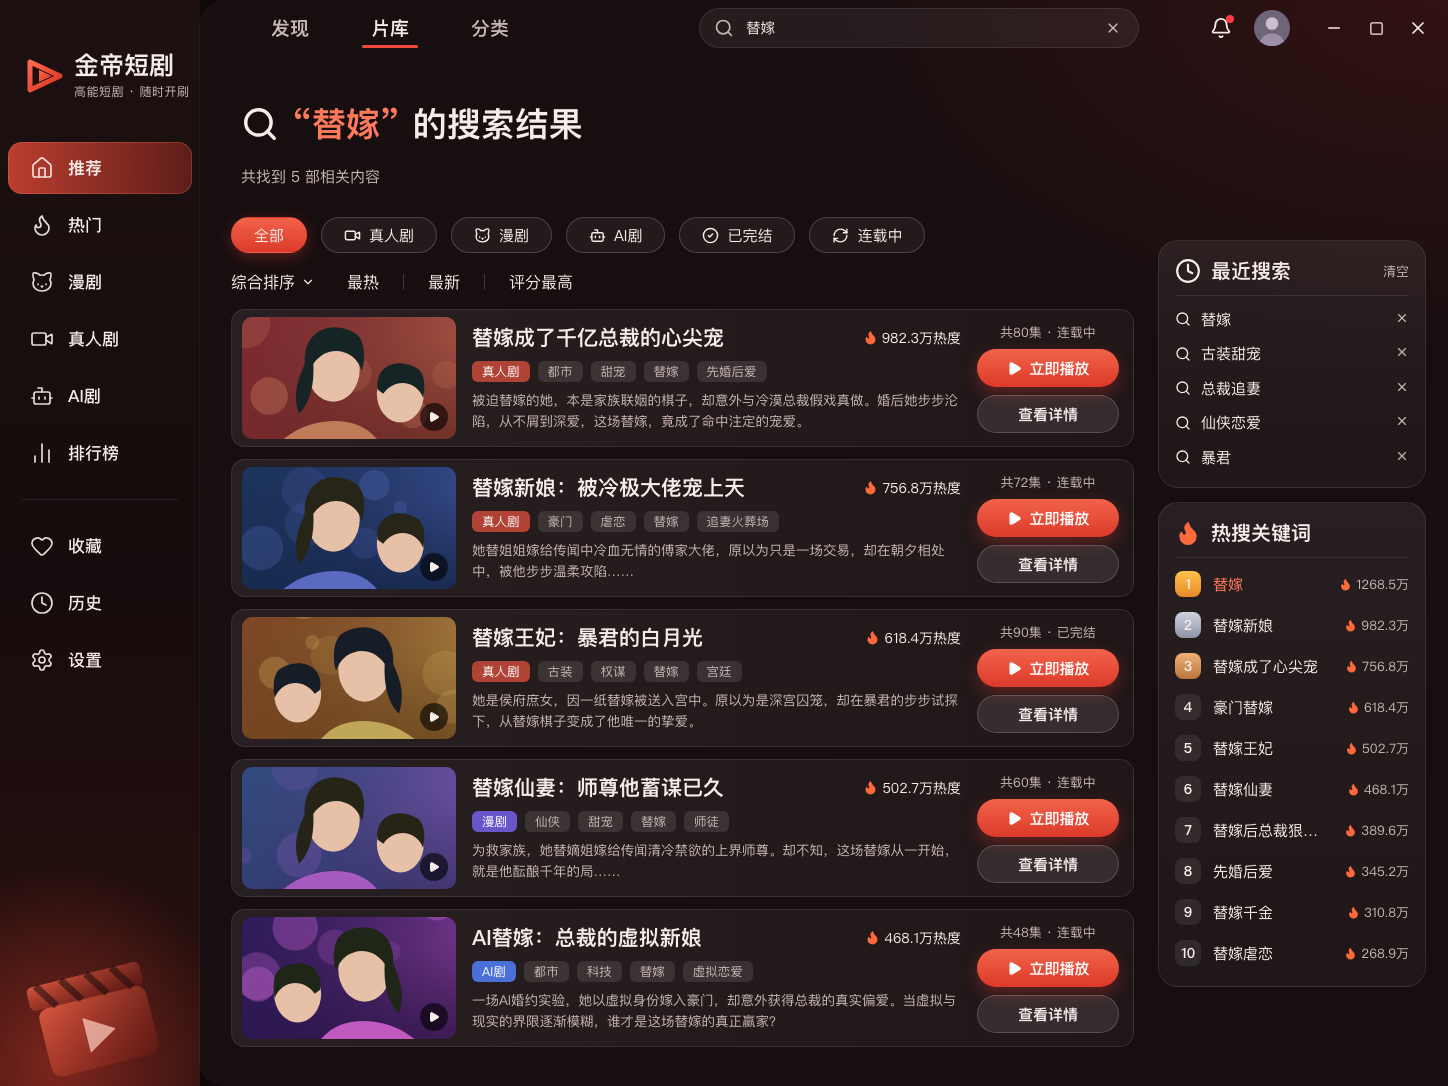 金帝短剧
高能短剧 · 随时开刷
推荐
热门
漫剧
真人剧
AI剧
排行榜
收藏
历史
设置
发现
片库
分类
替嫁
“替嫁” 的搜索结果
共找到 5 部相关内容
全部
真人剧
漫剧
AI剧
已完结
连载中
综合排序
最热
最新
评分最高
替嫁成了千亿总裁的心尖宠
982.3万热度
真人剧 都市 甜宠 替嫁 先婚后爱
被迫替嫁的她，本是家族联姻的棋子，却意外与冷漠总裁假戏真做。婚后她步步沦
陷，从不屑到深爱，这场替嫁，竟成了命中注定的宠爱。
共80集 · 连载中
立即播放
查看详情
替嫁新娘：被冷极大佬宠上天
756.8万热度
真人剧 豪门 虐恋 替嫁 追妻火葬场
她替姐姐嫁给传闻中冷血无情的傅家大佬，原以为只是一场交易，却在朝夕相处
中，被他步步温柔攻陷……
共72集 · 连载中
立即播放
查看详情
替嫁王妃：暴君的白月光
618.4万热度
真人剧 古装 权谋 替嫁 宫廷
她是侯府庶女，因一纸替嫁被送入宫中。原以为是深宫囚笼，却在暴君的步步试探
下，从替嫁棋子变成了他唯一的挚爱。
共90集 · 已完结
立即播放
查看详情
替嫁仙妻：师尊他蓄谋已久
502.7万热度
漫剧 仙侠 甜宠 替嫁 师徒
为救家族，她替嫡姐嫁给传闻清冷禁欲的上界师尊。却不知，这场替嫁从一开始，
就是他酝酿千年的局……
共60集 · 连载中
立即播放
查看详情
AI替嫁：总裁的虚拟新娘
468.1万热度
AI剧 都市 科技 替嫁 虚拟恋爱
一场AI婚约实验，她以虚拟身份嫁入豪门，却意外获得总裁的真实偏爱。当虚拟与
现实的界限逐渐模糊，谁才是这场替嫁的真正赢家？
共48集 · 连载中
立即播放
查看详情
最近搜索
清空
替嫁
古装甜宠
总裁追妻
仙侠恋爱
暴君
热搜关键词
1 替嫁 1268.5万
2 替嫁新娘 982.3万
3 替嫁成了心尖宠 756.8万
4 豪门替嫁 618.4万
5 替嫁王妃 502.7万
6 替嫁仙妻 468.1万
7 替嫁后总裁狠… 389.6万
8 先婚后爱 345.2万
9 替嫁千金 310.8万
10 替嫁虐恋 268.9万